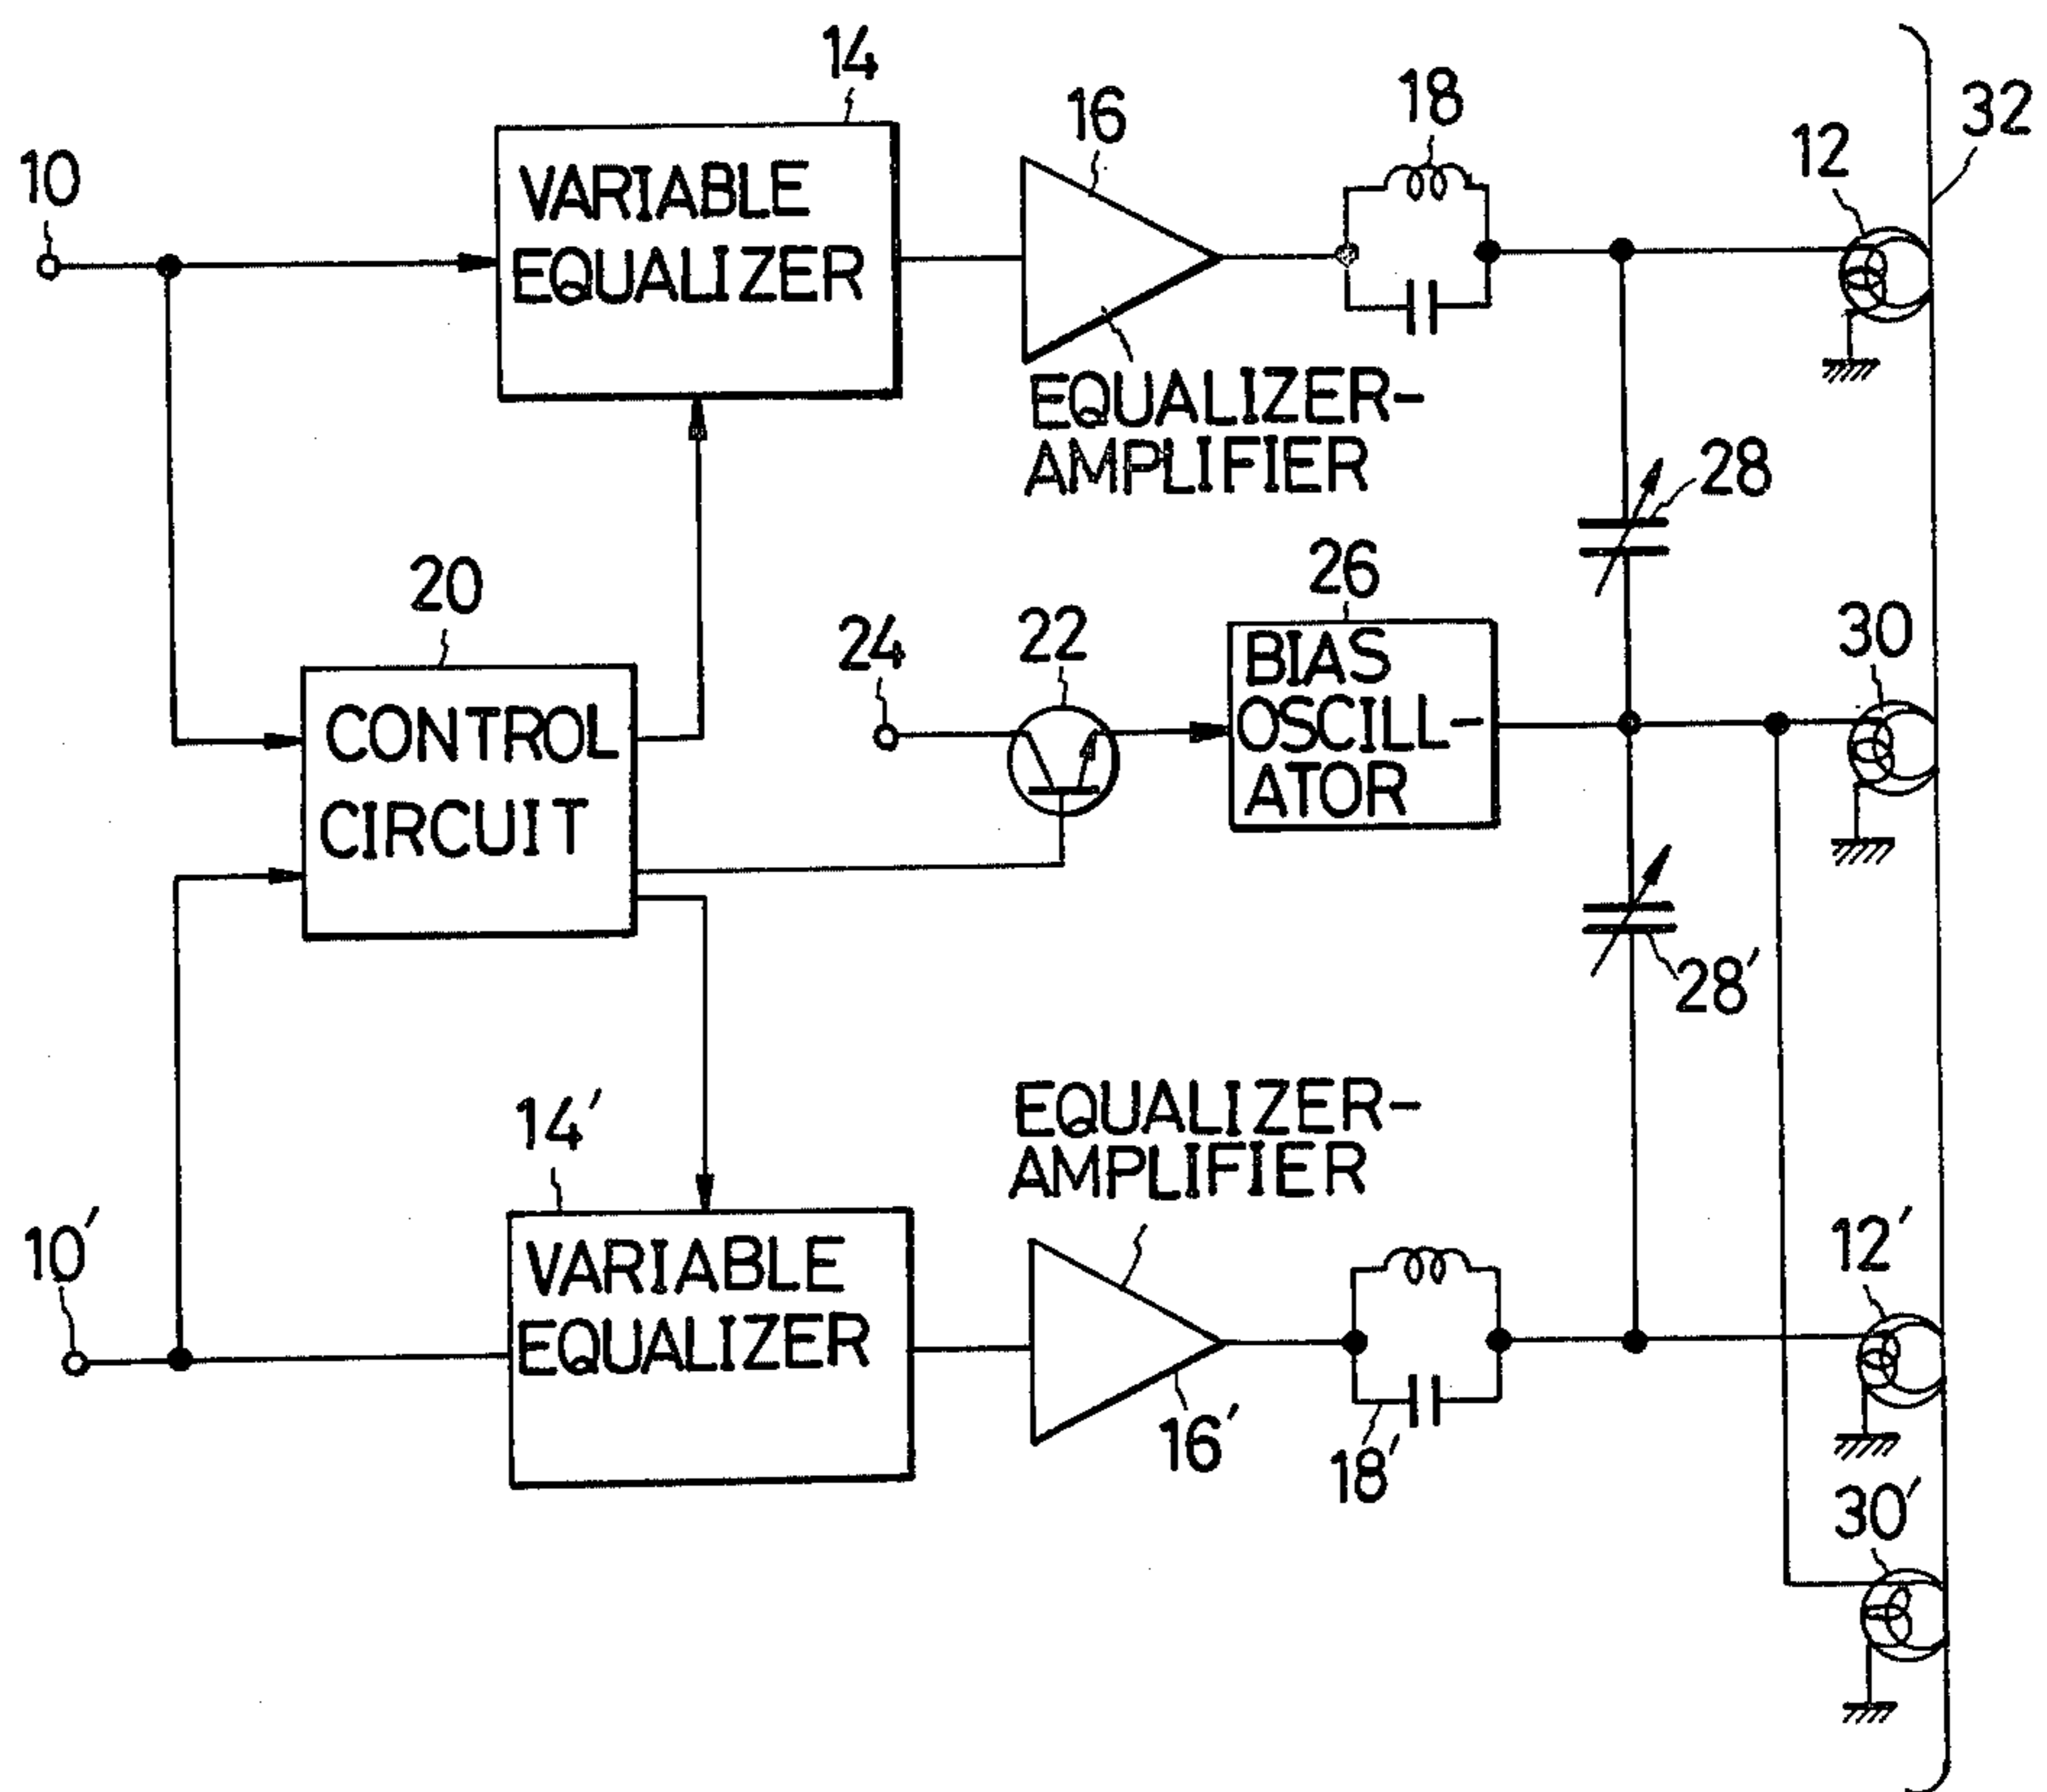 14
16
18
12
32
10
VARIABLE
EQUALIZER
EQUALIZER-
AMPLIFIER
28
20
24
22
26
30
CONTROL
CIRCUIT
BIAS
OSCILL-
ATOR
28'
14'
EQUALIZER-
AMPLIFIER
10'
12'
VARIABLE
EQUALIZER
16'
18'
30'